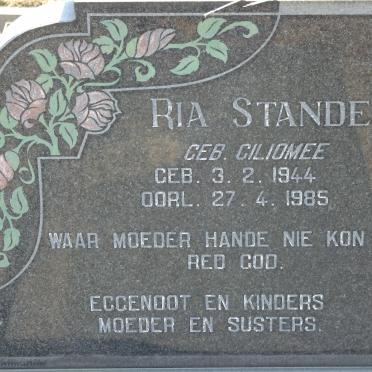 RIA STANDE
GEB. GILIOMEE
GEB. 3. 2. 1944
OORL. 27. 4. 1985
WAAR MOEDER HANDE NIE KON
RED GOD.
EGGENOOT EN KINDERS
MOEDER EN SUSTERS.